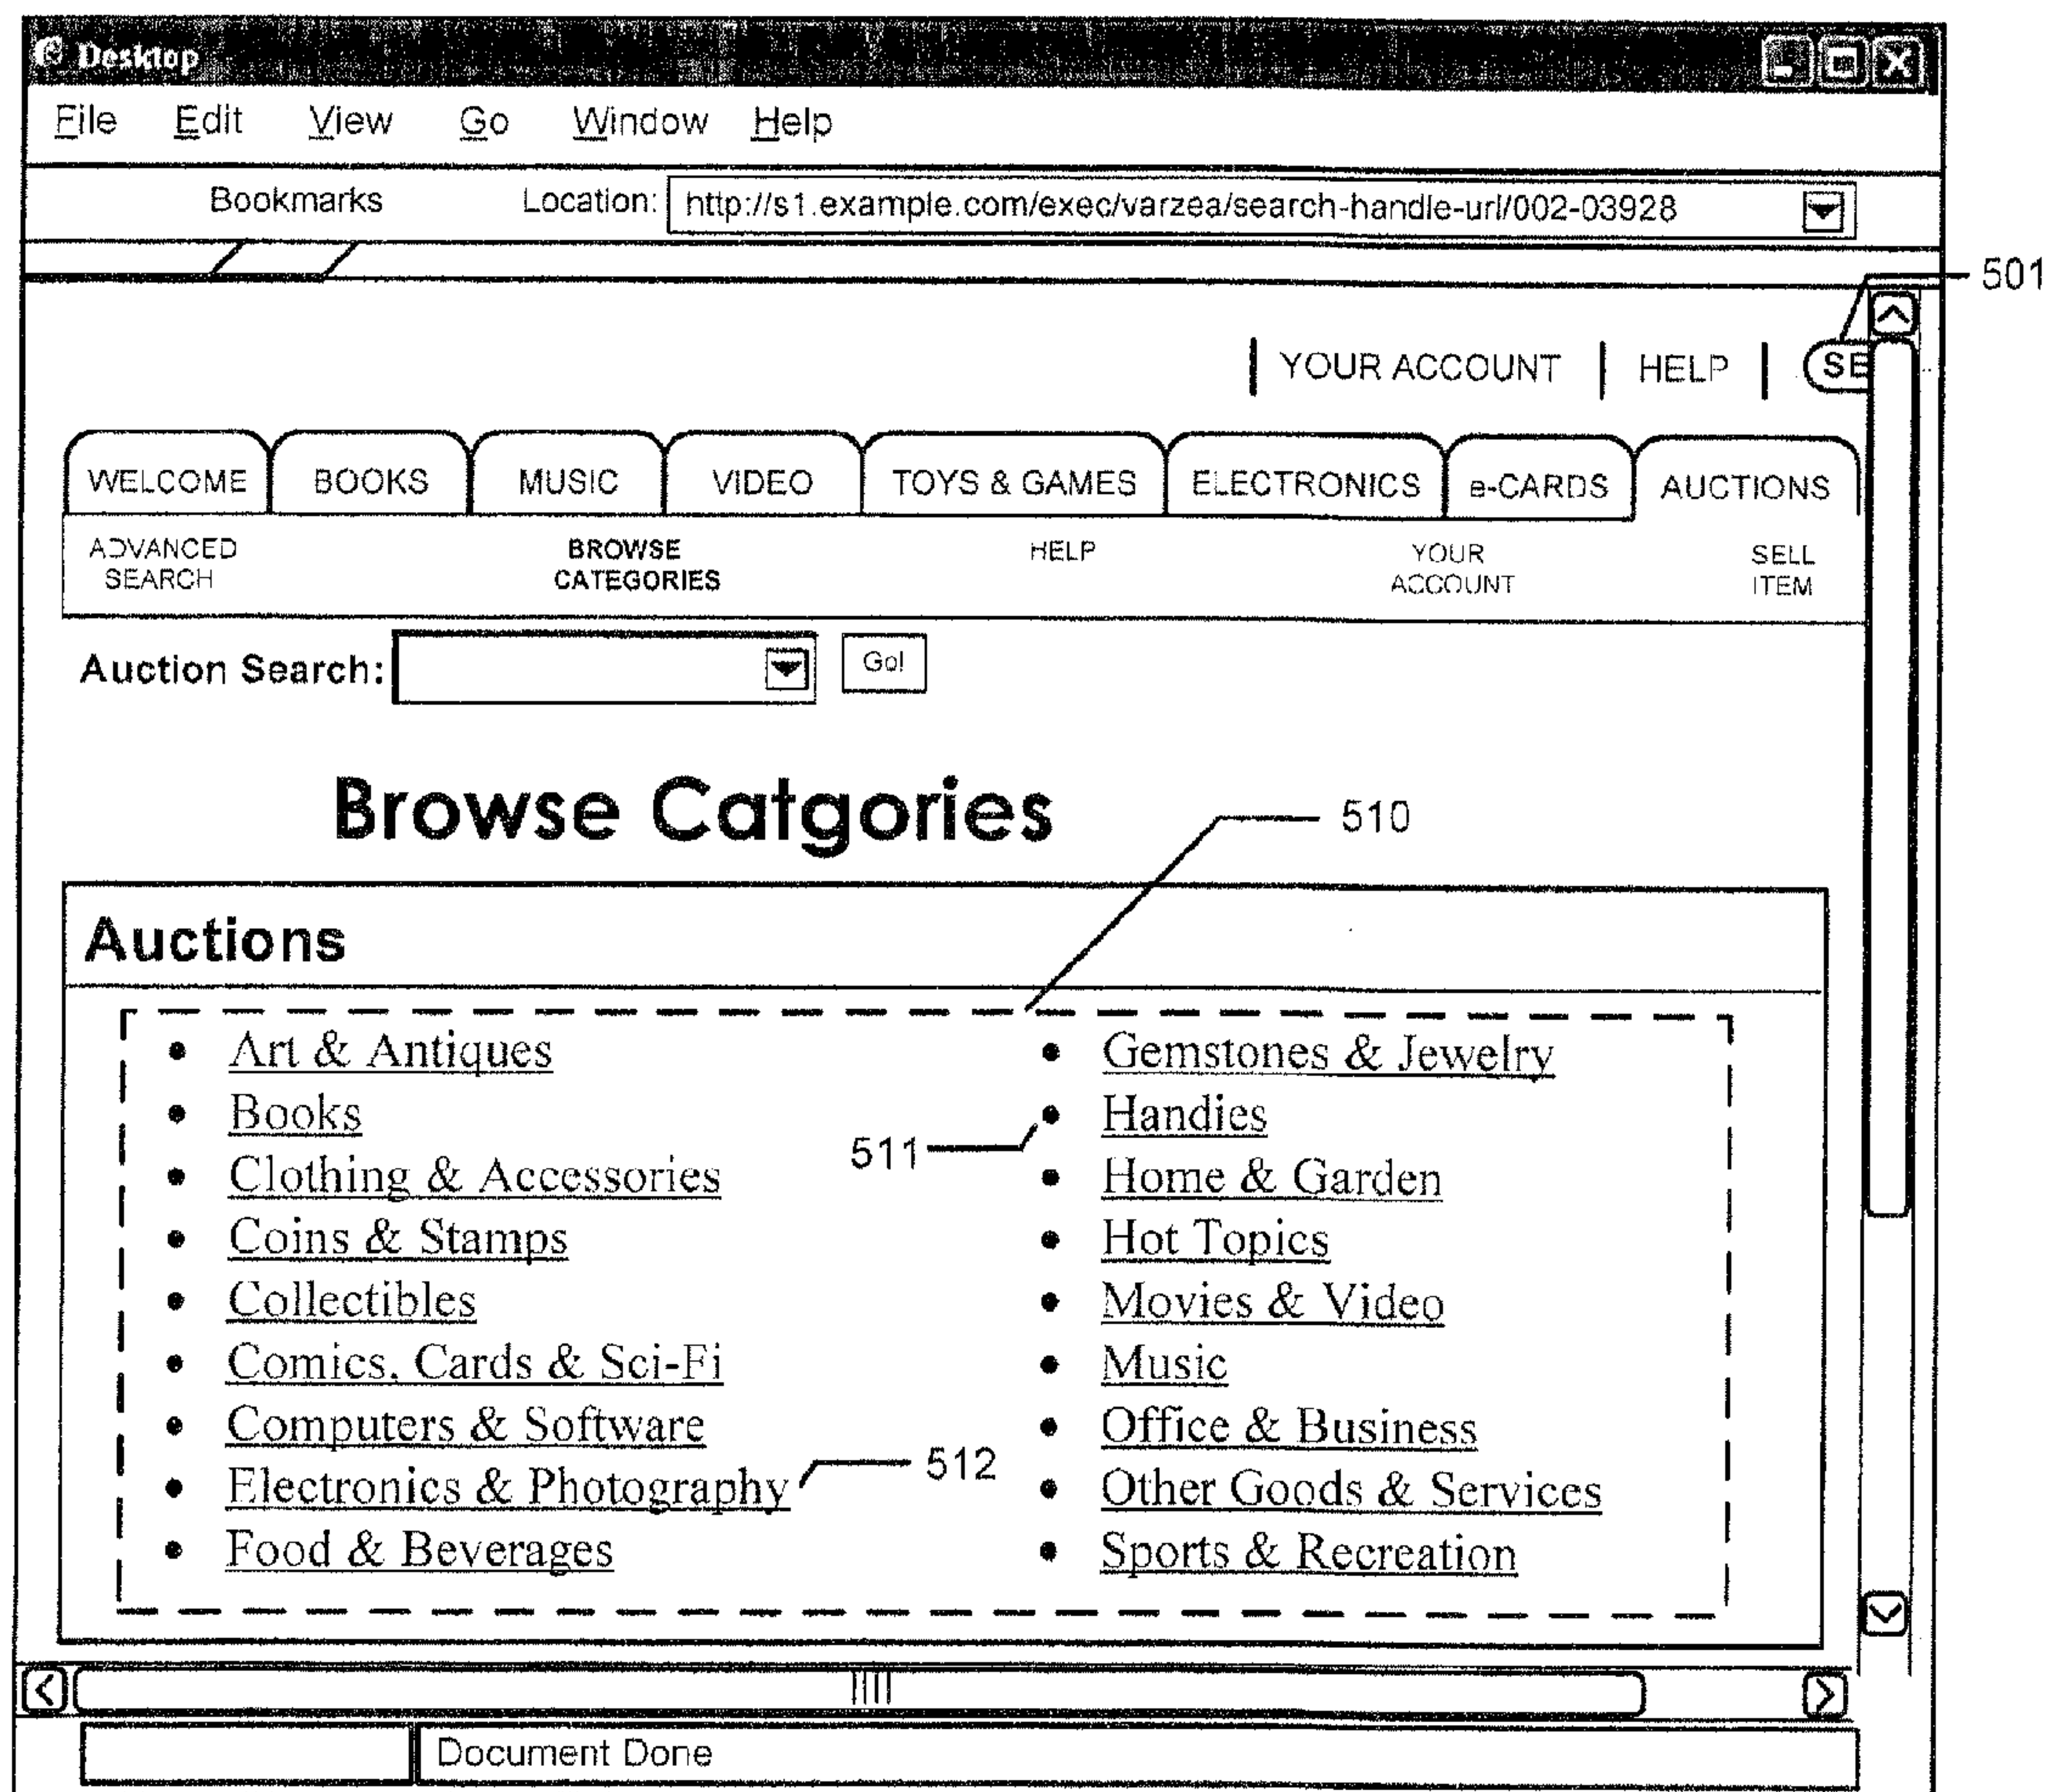 Desktop
File Edit View Go Window Help
Bookmarks Location: http://s1.example.com/exec/varzea/search-handle-url/002-03928
501
YOUR ACCOUNT HELP SE
WELCOME BOOKS MUSIC VIDEO TOYS & GAMES ELECTRONICS e-CARDS AUCTIONS
ADVANCED SEARCH BROWSE CATEGORIES HELP YOUR ACCOUNT SELL ITEM
Auction Search: Go!
Browse Catgories
510
Auctions
Art & Antiques
Books
Clothing & Accessories
Coins & Stamps
Collectibles
Comics, Cards & Sci-Fi
Computers & Software
Electronics & Photography
512
Food & Beverages
Gemstones & Jewelry
511
Handies
Home & Garden
Hot Topics
Movies & Video
Music
Office & Business
Other Goods & Services
Sports & Recreation
Document Done